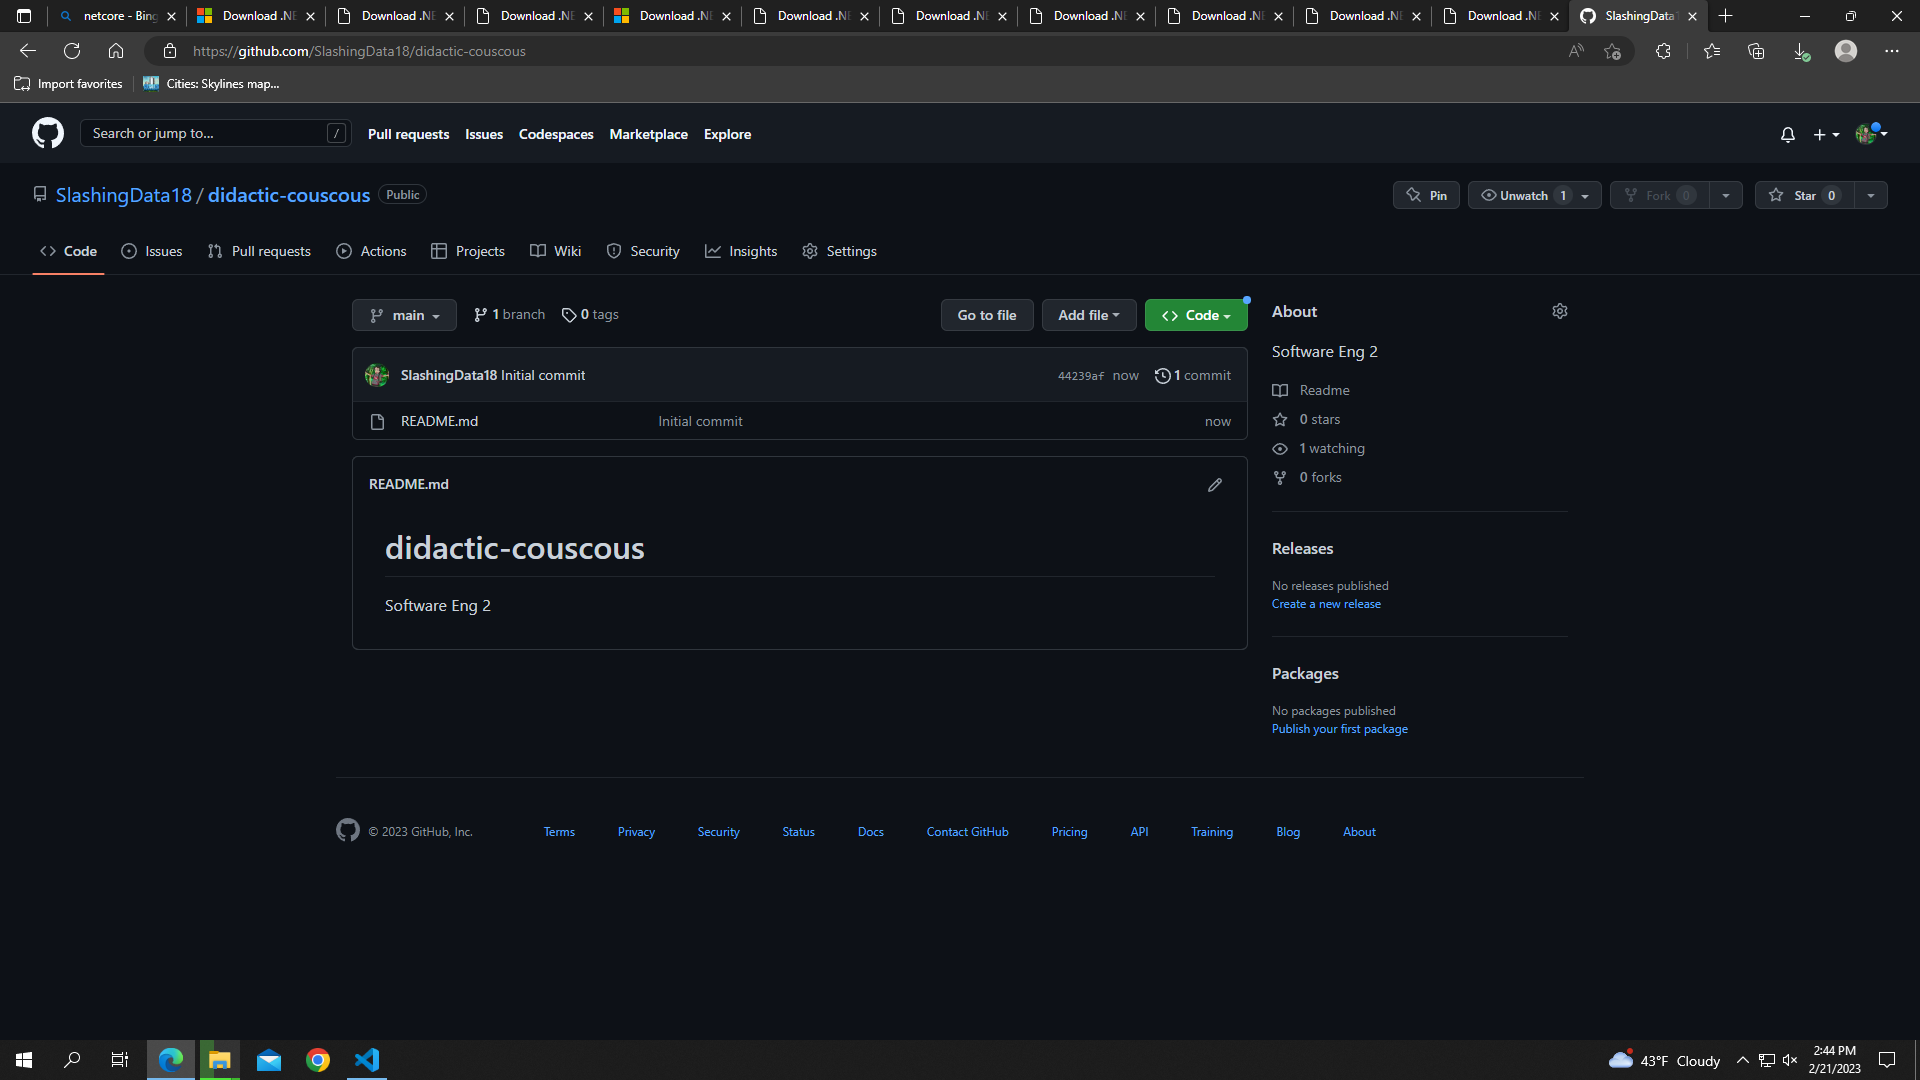 netcore - Bing Download .NE Download .NE Download .NE Download .NE Download .NE Download .NE Download .NE Download .NE Download .NE Download .NE SlashingData1
https://github.com/SlashingData18/didactic-couscous
Import favorites Cities: Skylines map...
Search or jump to... / Pull requests Issues Codespaces Marketplace Explore
SlashingData18 / didactic-couscous Public Pin Unwatch 1 Fork 0 Star 0
Code Issues Pull requests Actions Projects Wiki Security Insights Settings
main 1 branch 0 tags Go to file Add file Code
SlashingData18 Initial commit 44239af now 1 commit
README.md Initial commit now
README.md
didactic-couscous
Software Eng 2
About
Software Eng 2
Readme
0 stars
1 watching
0 forks
Releases
No releases published
Create a new release
Packages
No packages published
Publish your first package
© 2023 GitHub, Inc. Terms Privacy Security Status Docs Contact GitHub Pricing API Training Blog About
43°F Cloudy
2:44 PM
2/21/2023